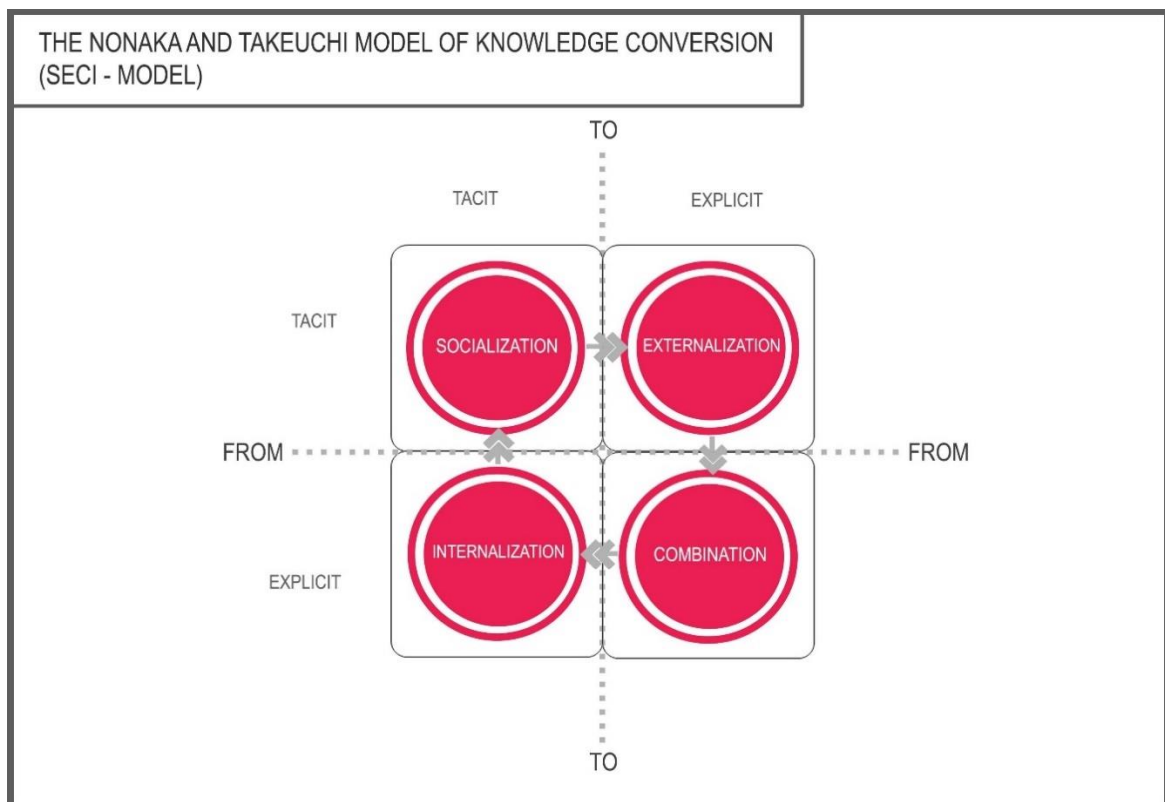 THE NONAKA AND TAKEUCHI MODEL OF KNOWLEDGE CONVERSION
(SECI - MODEL)
TO
TACIT
EXPLICIT
TACIT
SOCIALIZATION
EXTERNALIZATION
FROM
FROM
INTERNALIZATION
COMBINATION
EXPLICIT
TO